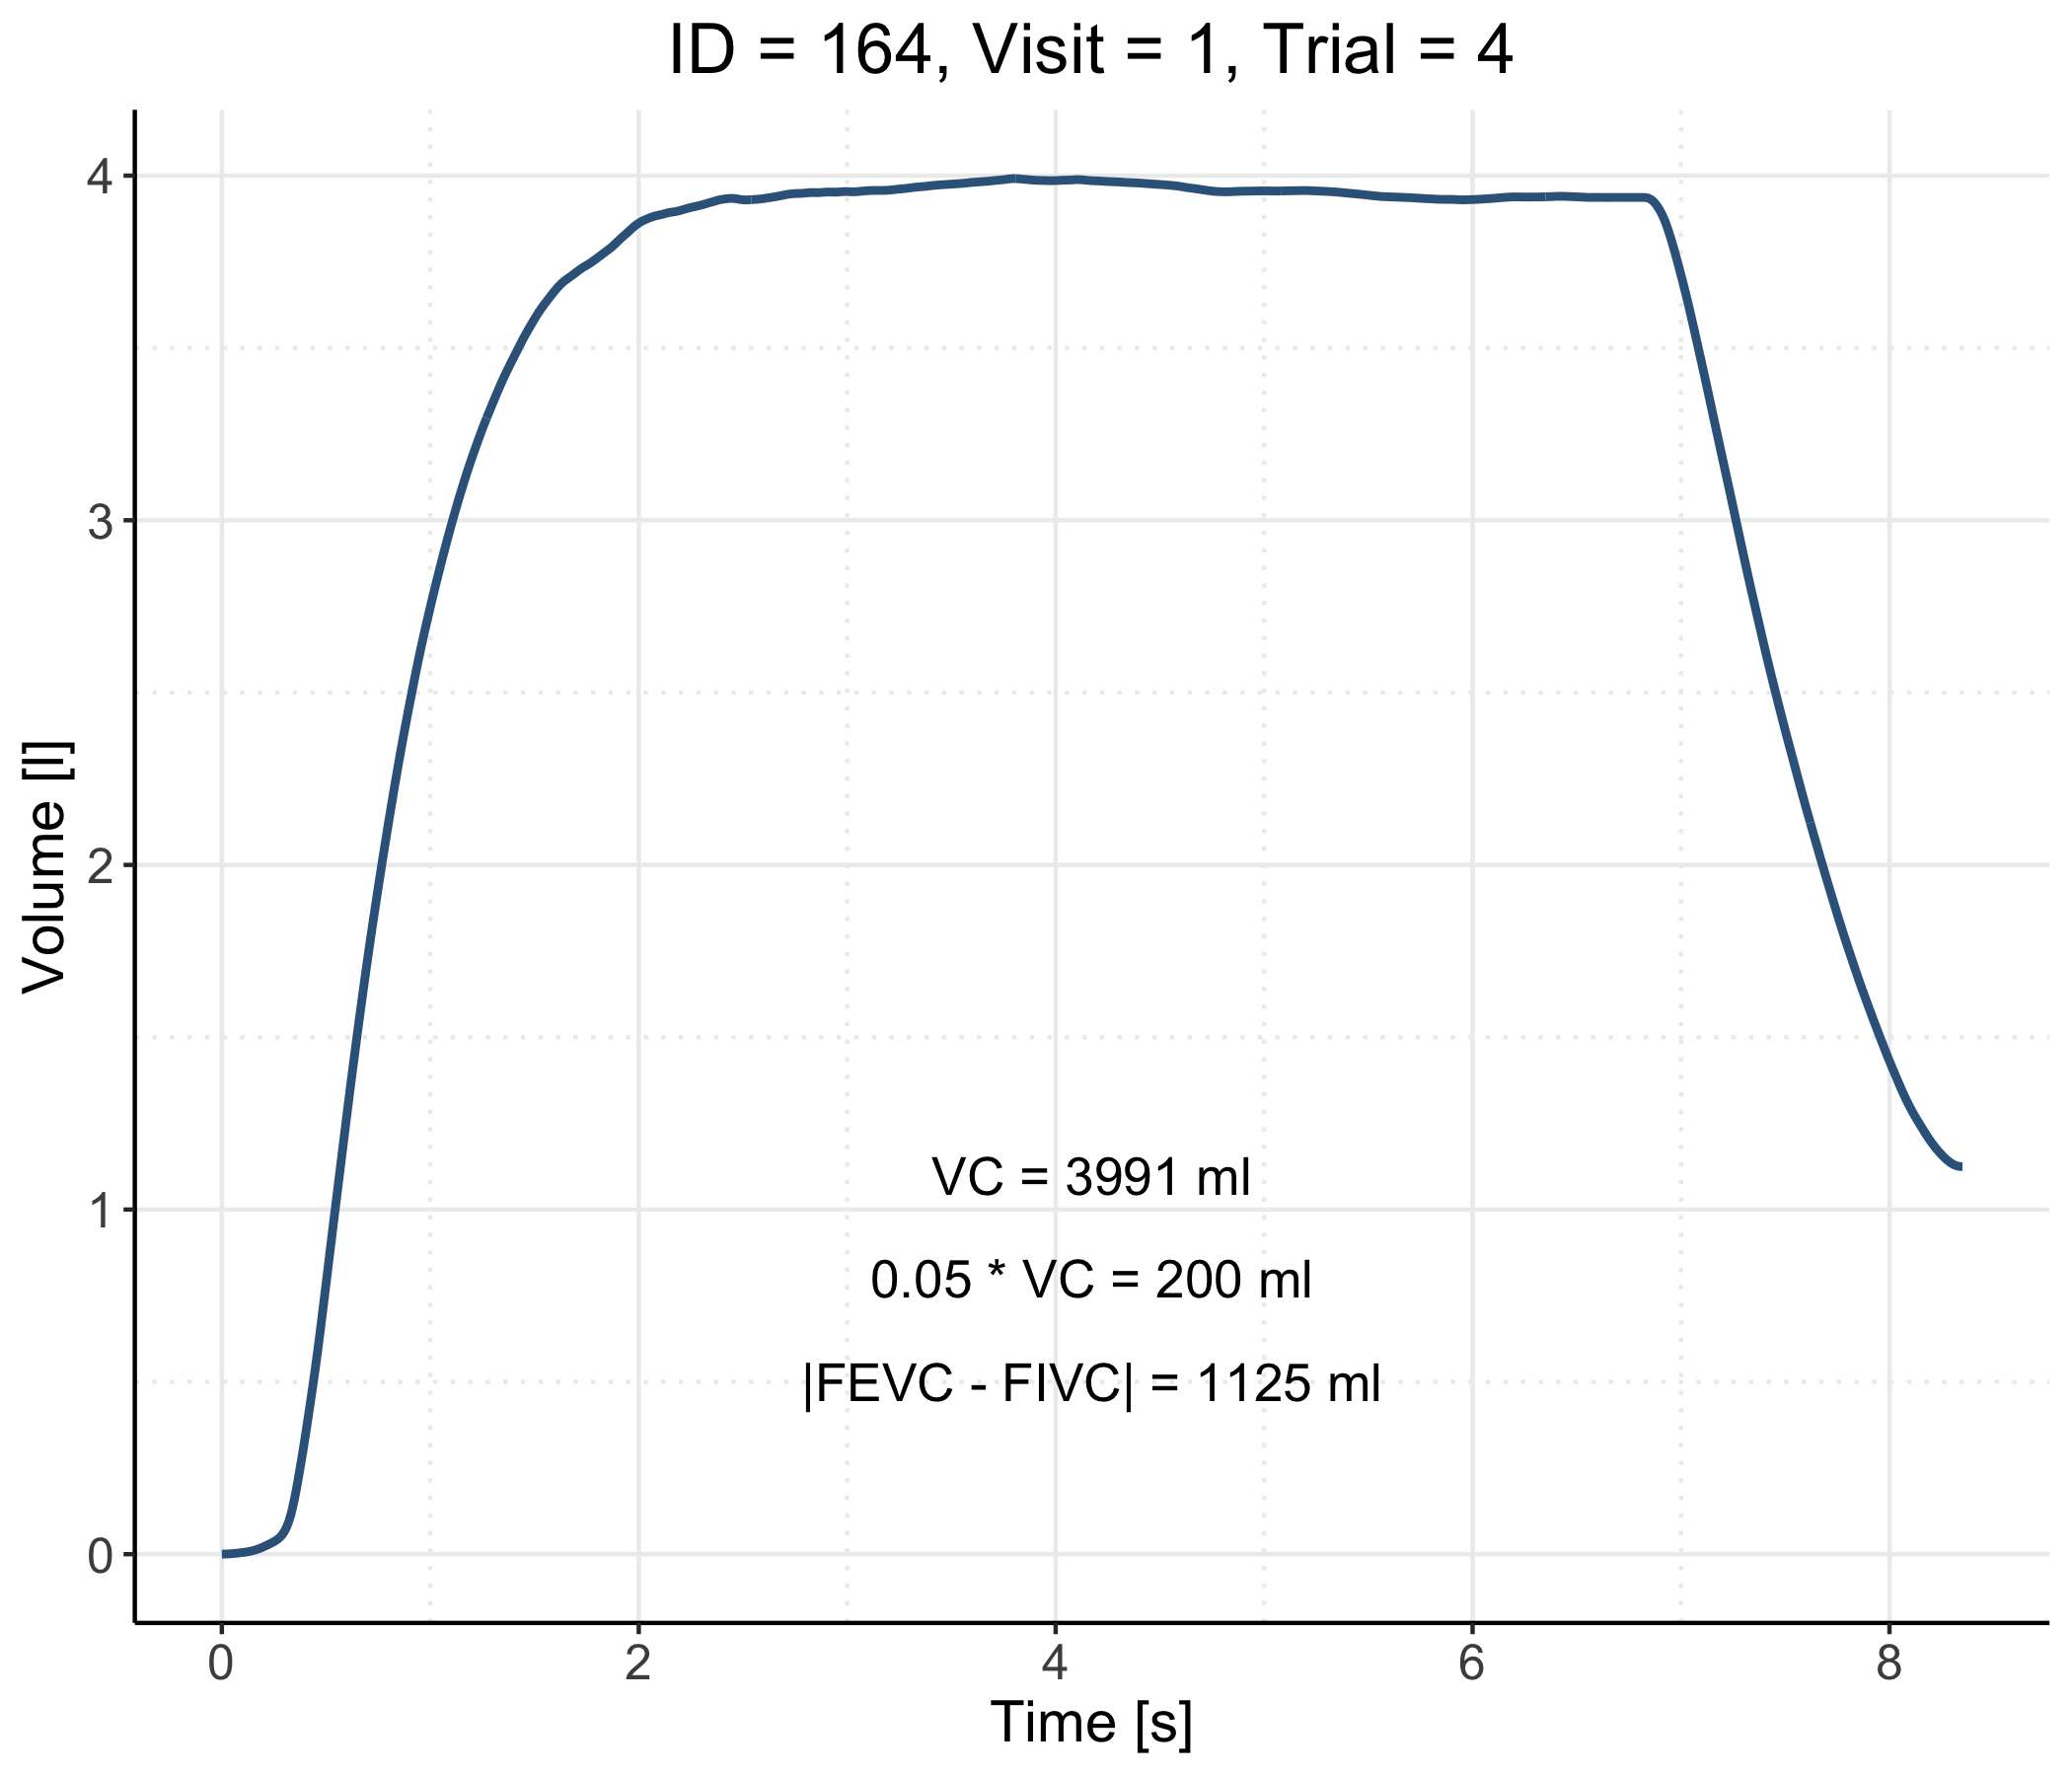 ID = 164, Visit = 1, Trial = 4
4
3
2
1
0
Volume [l]
VC = 3991 ml
0.05 * VC = 200 ml
|FEVC - FIVC| = 1125 ml
0 2 4 6 8
Time [s]